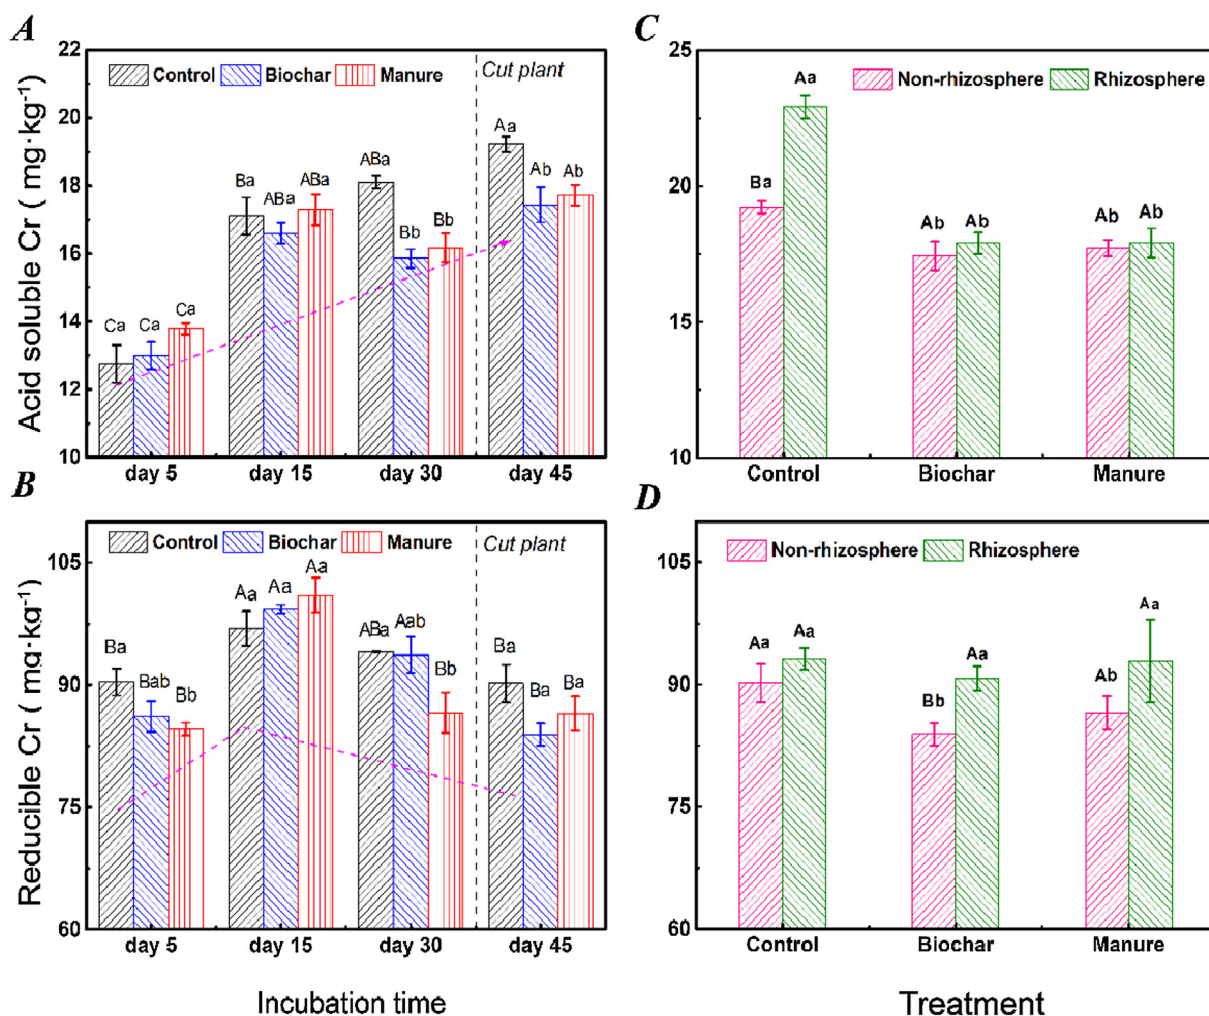 A
Acid soluble Cr ( mg·kg⁻¹)
22
20
18
16
14
12
10
Control Biochar Manure
Cut plant
Ca Ca Ca
Ba ABa ABa
ABa Bb Bb
Aa Ab Ab
day 5 day 15 day 30 day 45
C
25
20
15
10
Non-rhizosphere Rhizosphere
Ba Aa
Ab Ab
Ab Ab
Control Biochar Manure
B
Reducible Cr ( mg·kg⁻¹)
105
90
75
60
Control Biochar Manure
Cut plant
Ba Bab Bb
Aa Aa Aa
ABa Aab Bb
Ba Ba Ba
day 5 day 15 day 30 day 45
Incubation time
D
105
90
75
60
Non-rhizosphere Rhizosphere
Aa Aa
Bb Aa
Ab Aa
Control Biochar Manure
Treatment